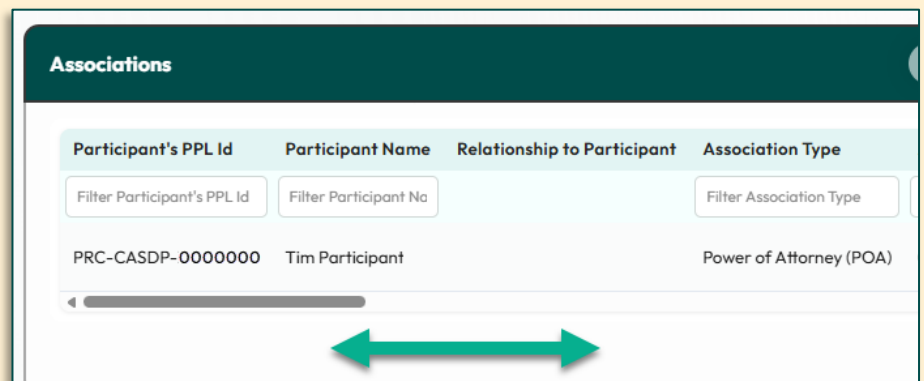 Associations
Participant's PPL Id Participant Name Relationship to Participant Association Type
Filter Participant's PPL Id Filter Participant Na Filter Association Type
PRC-CASDP-0000000 Tim Participant Power of Attorney (POA)